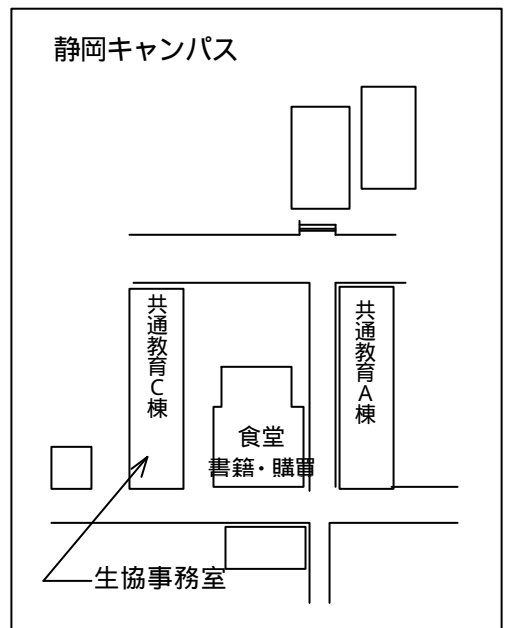 静岡キャンパス
共通教育C棟
共通教育A棟
食堂
書籍・購買
生協事務室